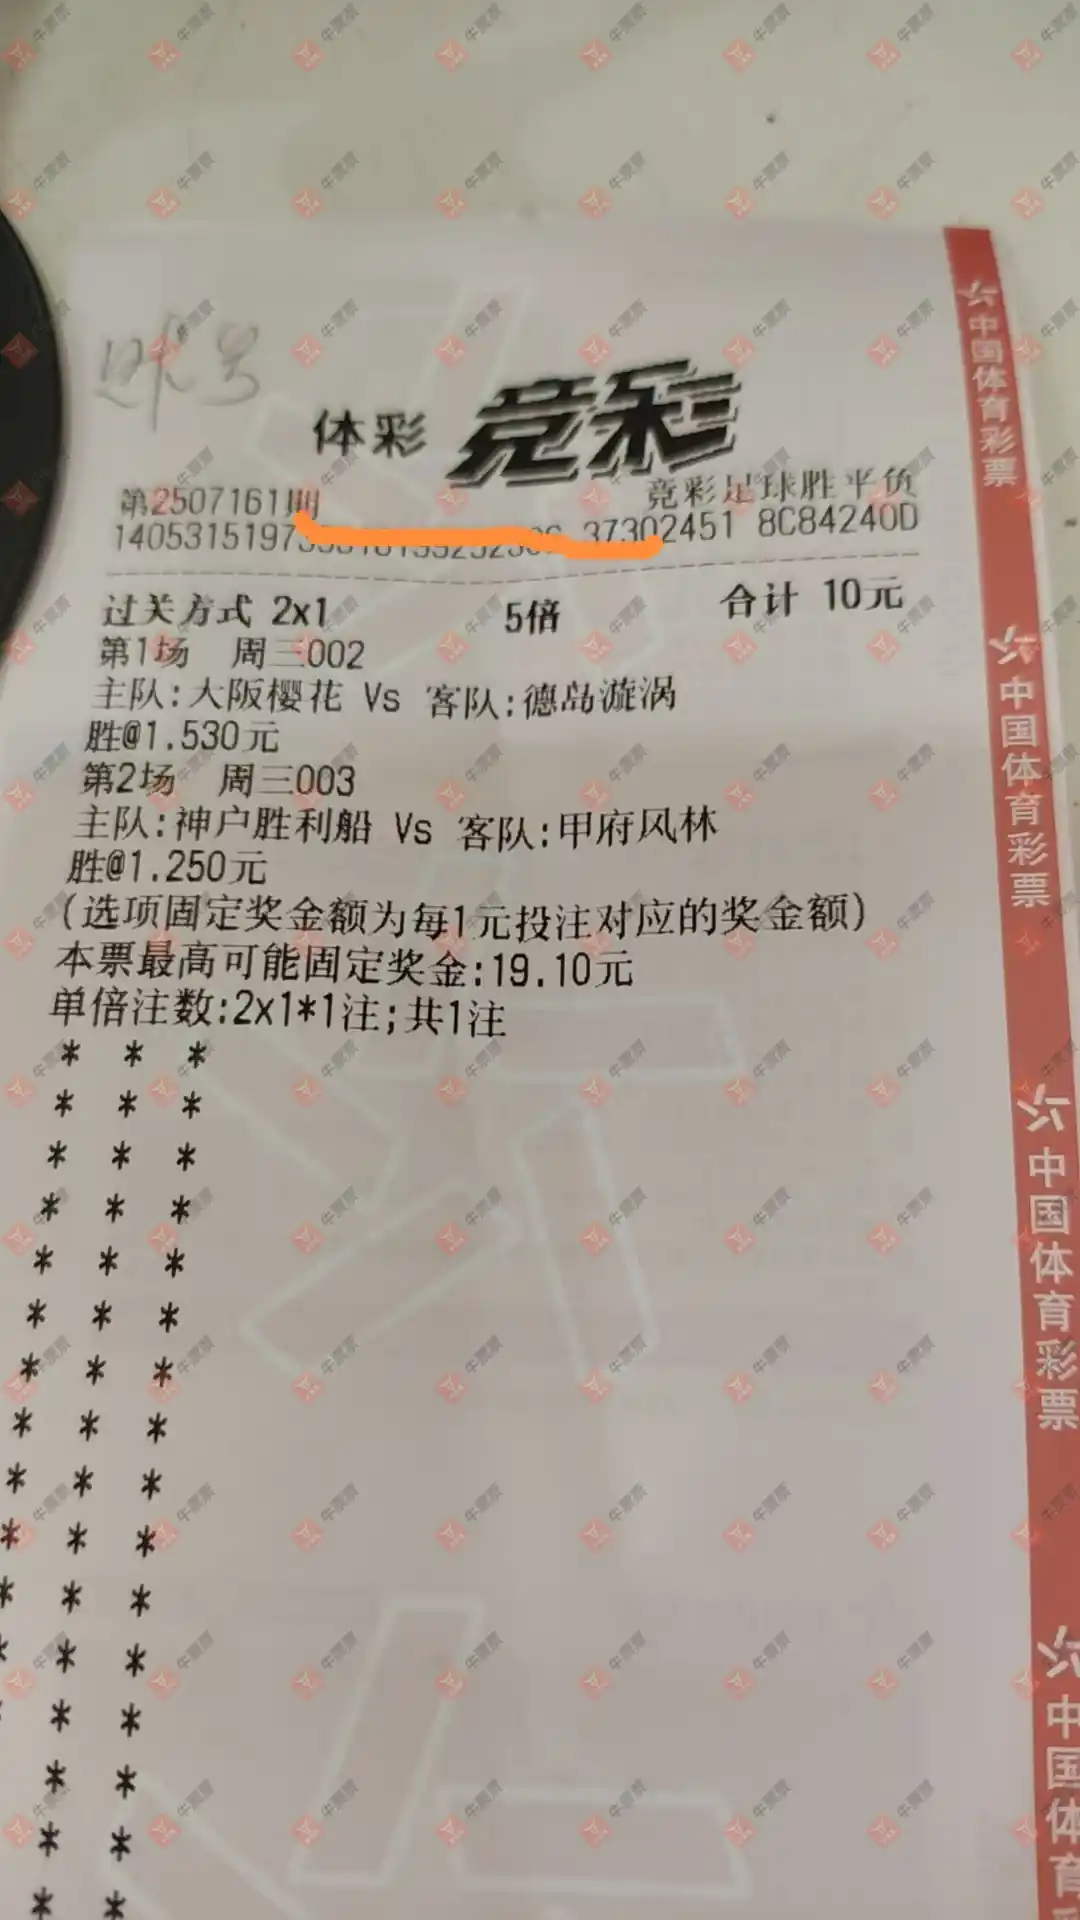 体彩 竞彩
第2507161期 竞彩足球胜平负
37302451 8C84240D
过关方式 2x1 5倍 合计 10元
第1场 周三002
主队:大阪樱花 Vs 客队:德岛漩涡
胜@1.530元
第2场 周三003
主队:神户胜利船 Vs 客队:甲府风林
胜@1.250元
(选项固定奖金额为每1元投注对应的奖金额)
本票最高可能固定奖金:19.10元
单倍注数:2x1*1注;共1注
* * *
* * *
* * *
* * *
* * *
* * *
* * *
* * *
* * *
* * *
* * *
* * *
* *
* *
* *
* *
中国体育彩票
中国体育彩票
中国体育彩票
中国体育
牛票票